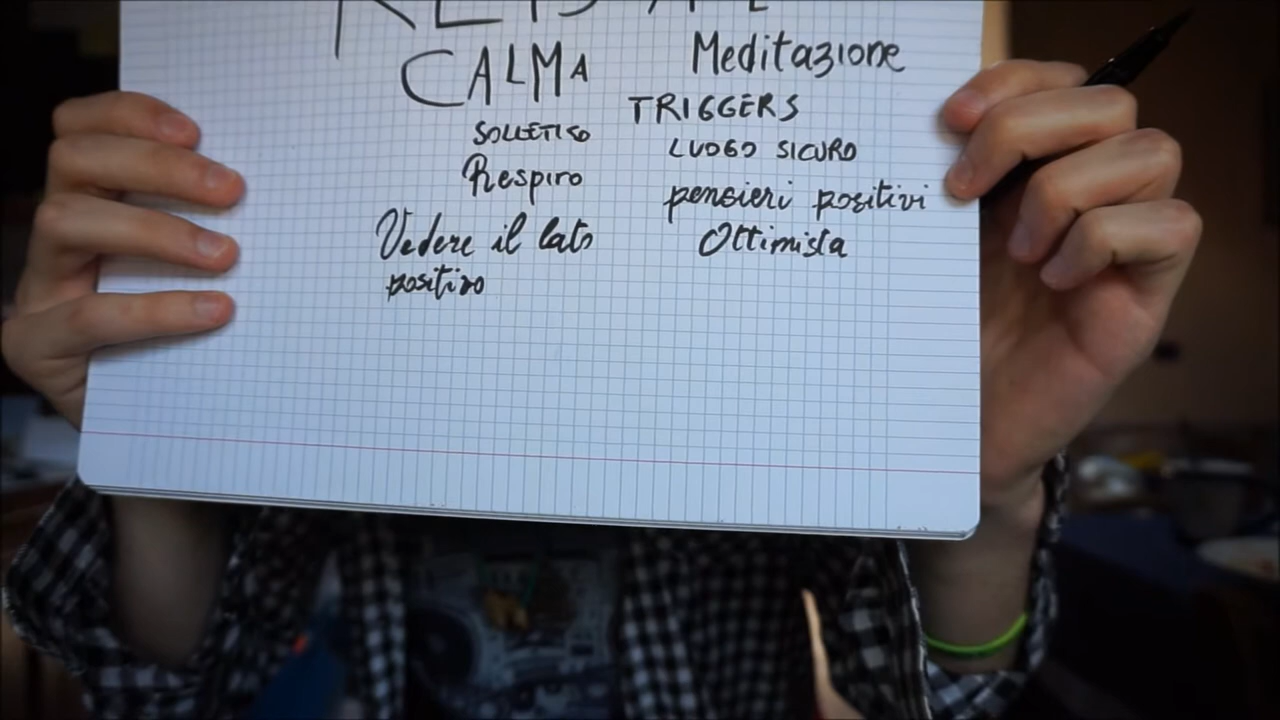 CALMA
Meditazione
TRIGGERS
SOLLETICO
LUOGO SICURO
Respiro
pensieri positivi
Vedere il lato
positivo
Ottimista